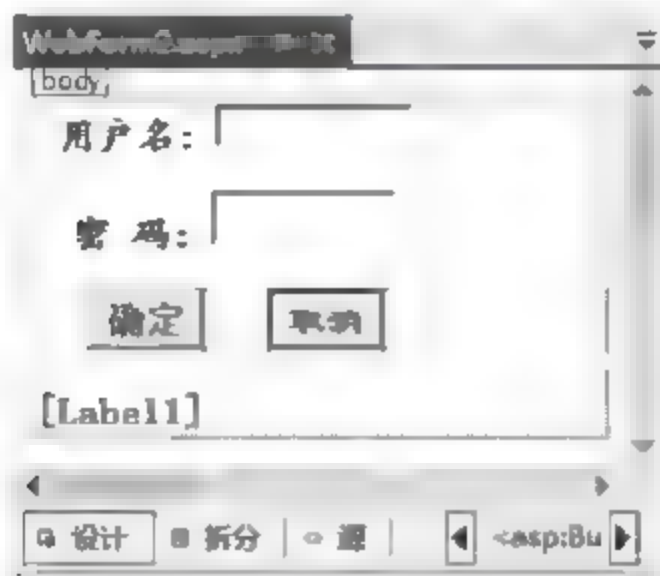 body
用户名:
密 码:
确定 取消
[Label1]
设计 拆分 源 <asp:Bu